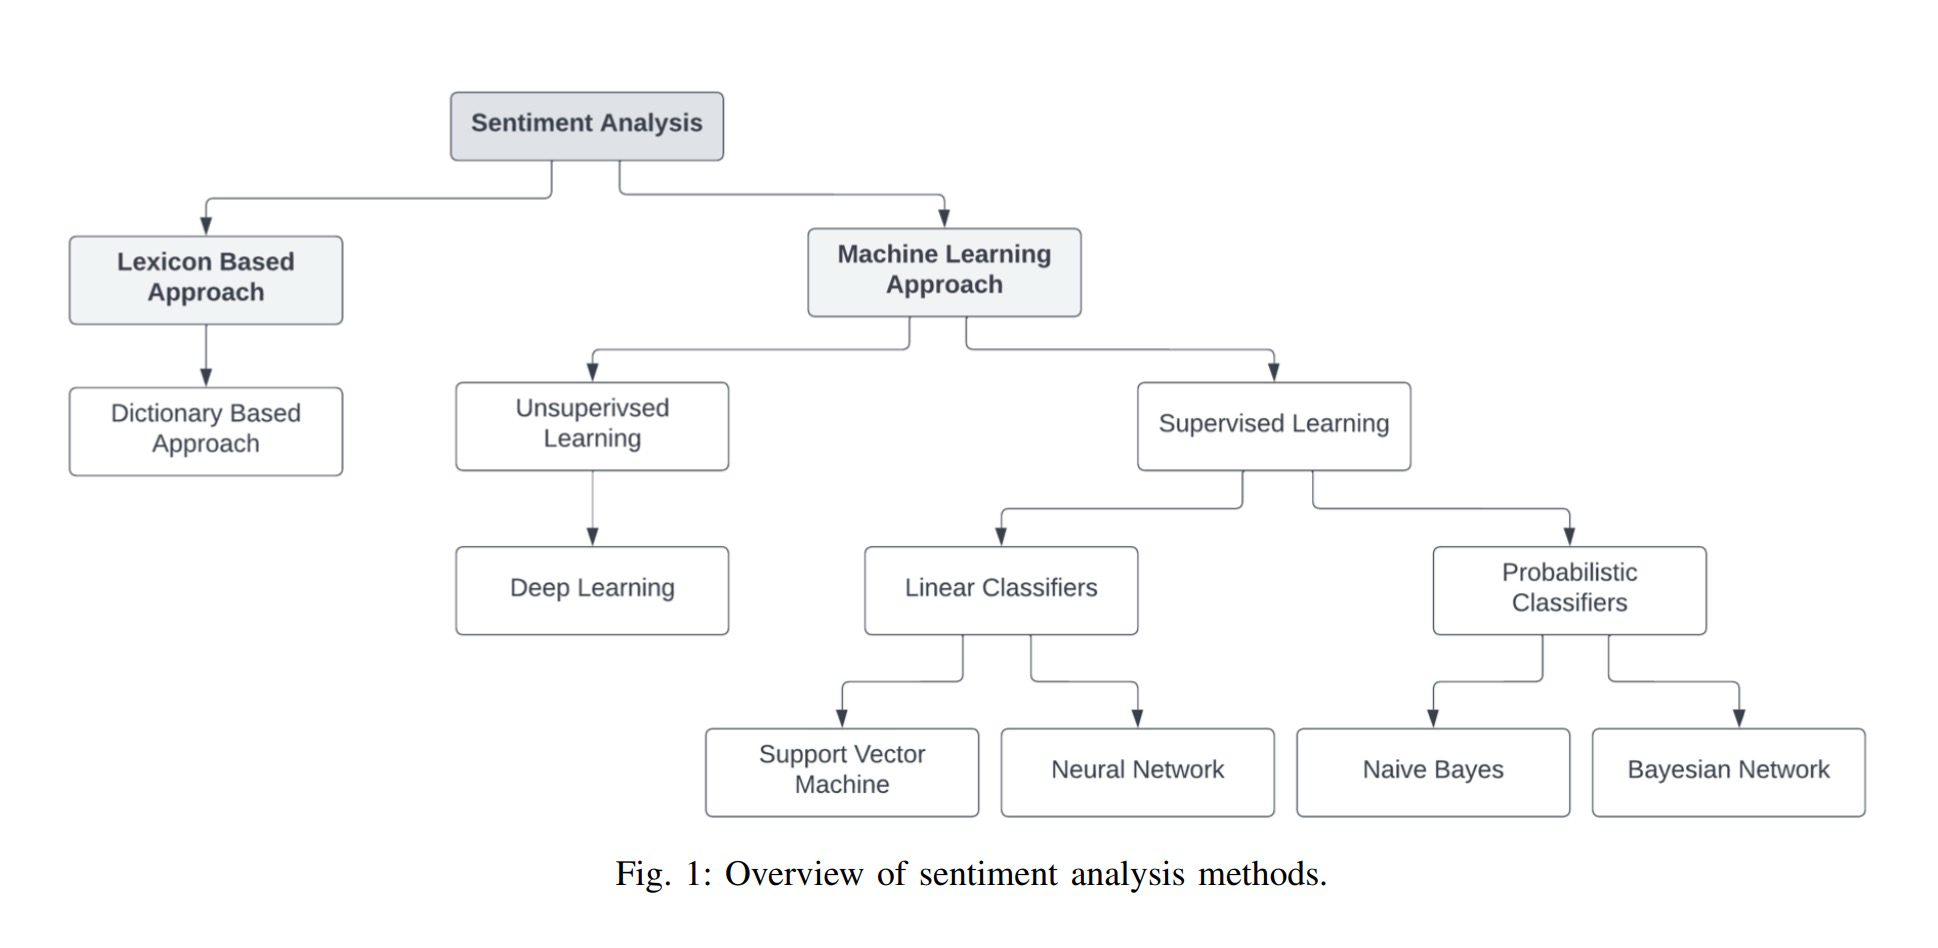 Sentiment Analysis
Lexicon Based
Approach
Machine Learning
Approach
Dictionary Based
Approach
Unsuperivsed
Learning
Supervised Learning
Deep Learning
Linear Classifiers
Probabilistic
Classifiers
Support Vector
Machine
Neural Network
Naive Bayes
Bayesian Network
Fig. 1: Overview of sentiment analysis methods.